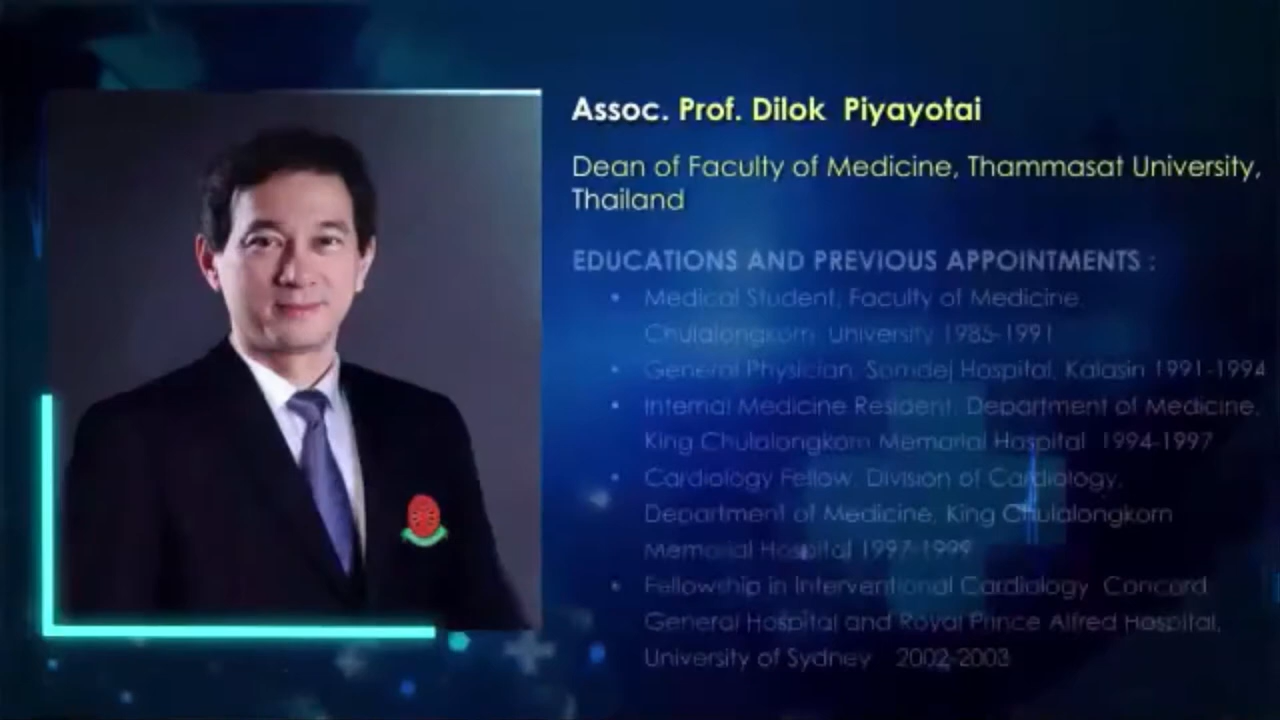 Assoc. Prof. Dilok Piyayotai
Dean of Faculty of Medicine, Thammasat University,
Thailand
EDUCATIONS AND PREVIOUS APPOINTMENTS :
• Medical Student, Faculty of Medicine,
Chulalongkorn University 1985-1991
• General Physician, Somdej Hospital, Kalasin 1991-1994
• Internal Medicine Resident, Department of Medicine,
King Chulalongkorn Memorial Hospital 1994-1997
• Cardiology Fellow, Division of Cardiology,
Department of Medicine, King Chulalongkorn
Memorial Hospital 1997-1999
• Fellowship in Interventional Cardiology Concord
General Hospital and Royal Prince Alfred Hospital,
University of Sydney 2002-2003